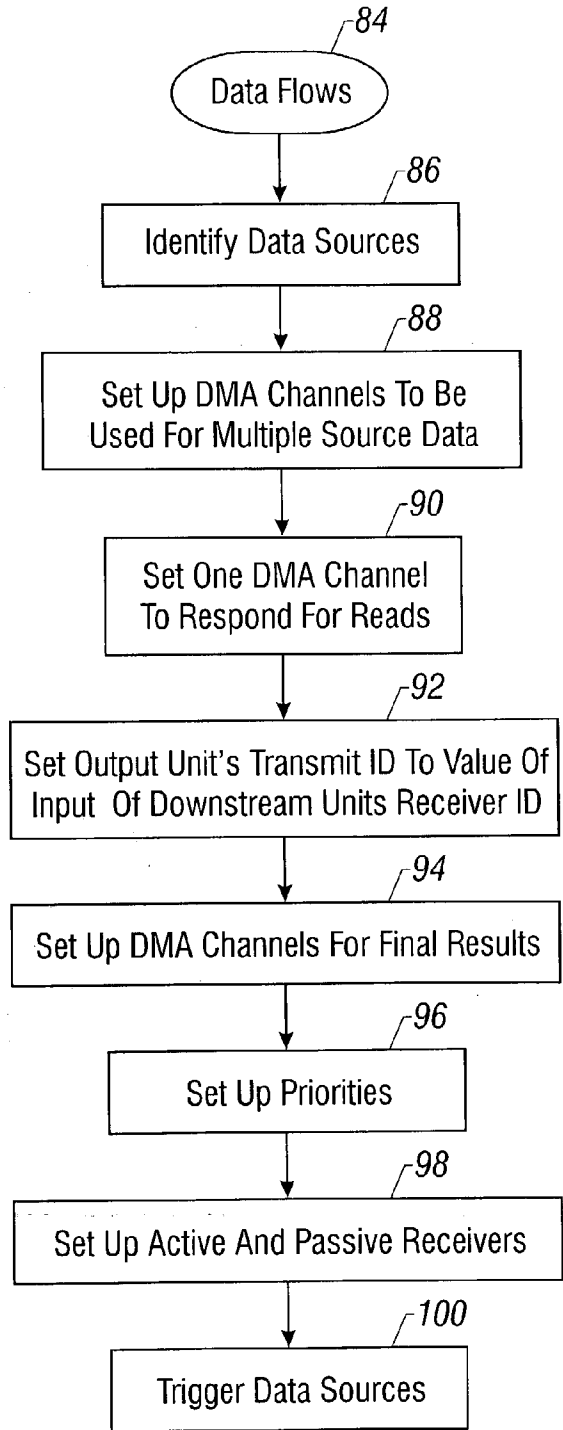 84
Data Flows
86
Identify Data Sources
88
Set Up DMA Channels To Be
Used For Multiple Source Data
90
Set One DMA Channel
To Respond For Reads
92
Set Output Unit's Transmit ID To Value Of
Input Of Downstream Units Receiver ID
94
Set Up DMA Channels For Final Results
96
Set Up Priorities
98
Set Up Active And Passive Receivers
100
Trigger Data Sources